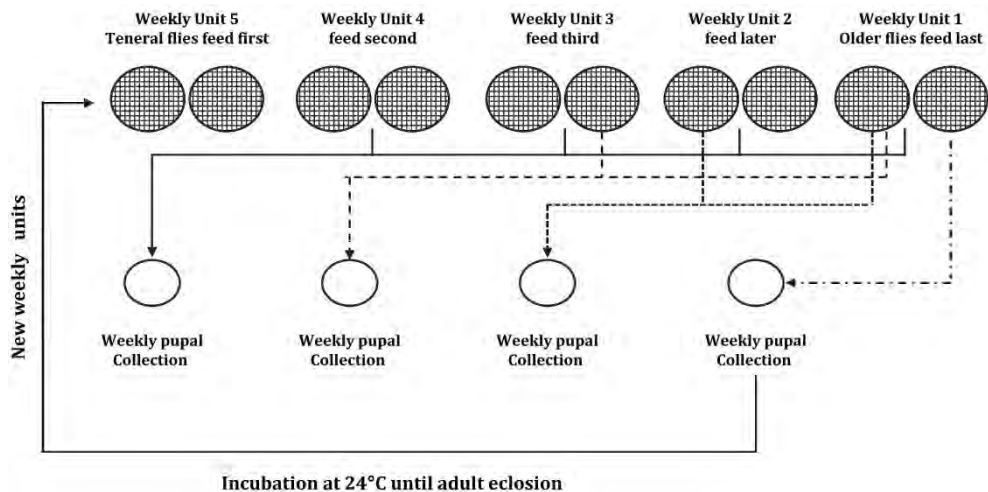 Weekly Unit 5
Teneral flies feed first
Weekly Unit 4
feed second
Weekly Unit 3
feed third
Weekly Unit 2
feed later
Weekly Unit 1
Older flies feed last
New weekly units
Weekly pupal
Collection
Weekly pupal
Collection
Weekly pupal
Collection
Weekly pupal
Collection
Incubation at 24°C until adult eclosion